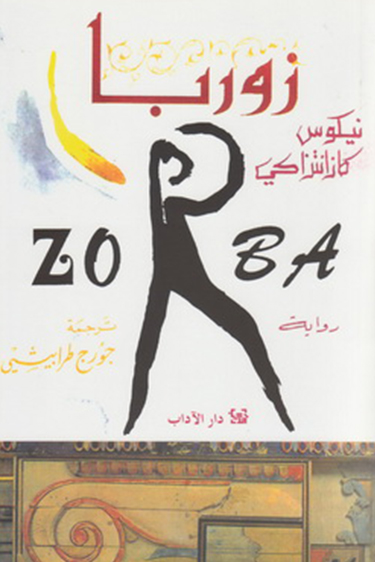 زوربا
نيكوس
كازانتزاكي
ZORBA
رواية
ترجمة
جورج طرابيشي
دار الآداب